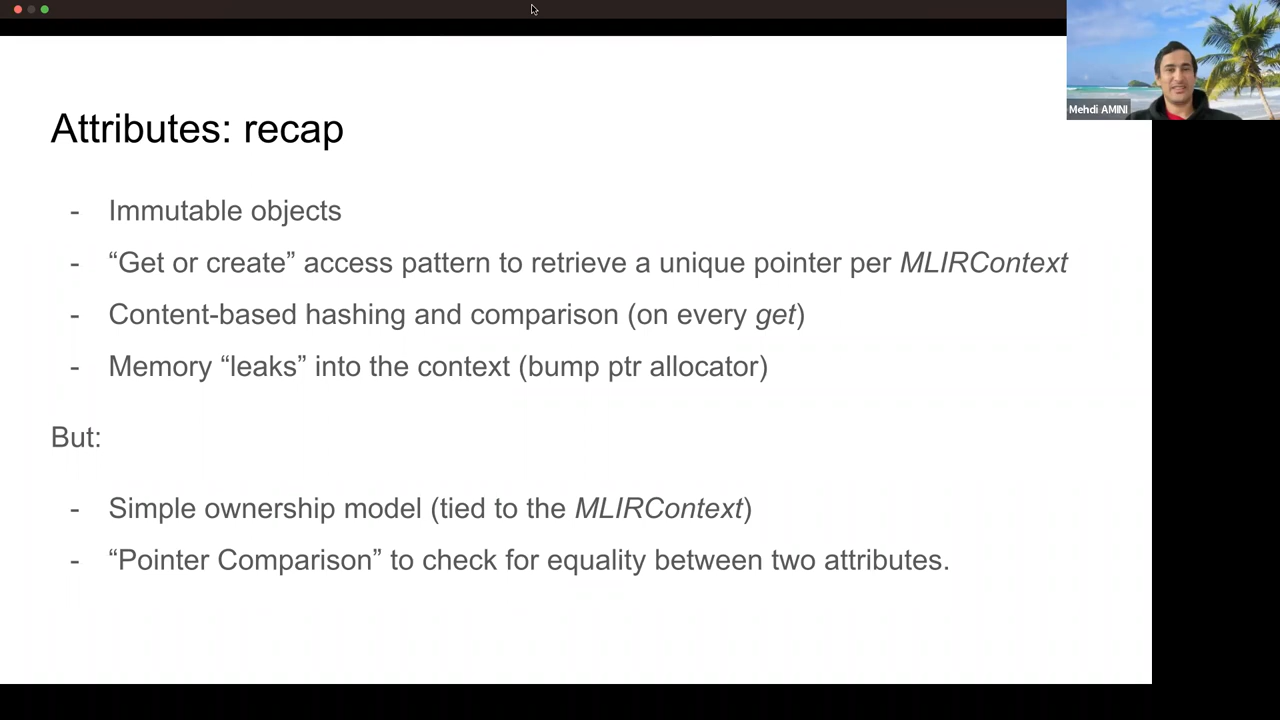 Mehdi AMINI
Attributes: recap
- Immutable objects
- “Get or create” access pattern to retrieve a unique pointer per MLIRContext
- Content-based hashing and comparison (on every get)
- Memory “leaks” into the context (bump ptr allocator)
But:
- Simple ownership model (tied to the MLIRContext)
- “Pointer Comparison” to check for equality between two attributes.